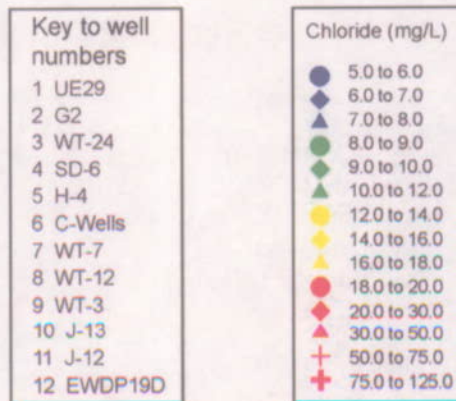 Key to well
numbers
1 UE29
2 G2
3 WT-24
4 SD-6
5 H-4
6 C-Wells
7 WT-7
8 WT-12
9 WT-3
10 J-13
11 J-12
12 EWDP19D
Chloride (mg/L)
5.0 to 6.0
6.0 to 7.0
7.0 to 8.0
8.0 to 9.0
9.0 to 10.0
10.0 to 12.0
12.0 to 14.0
14.0 to 16.0
16.0 to 18.0
18.0 to 20.0
20.0 to 30.0
30.0 to 50.0
50.0 to 75.0
75.0 to 125.0